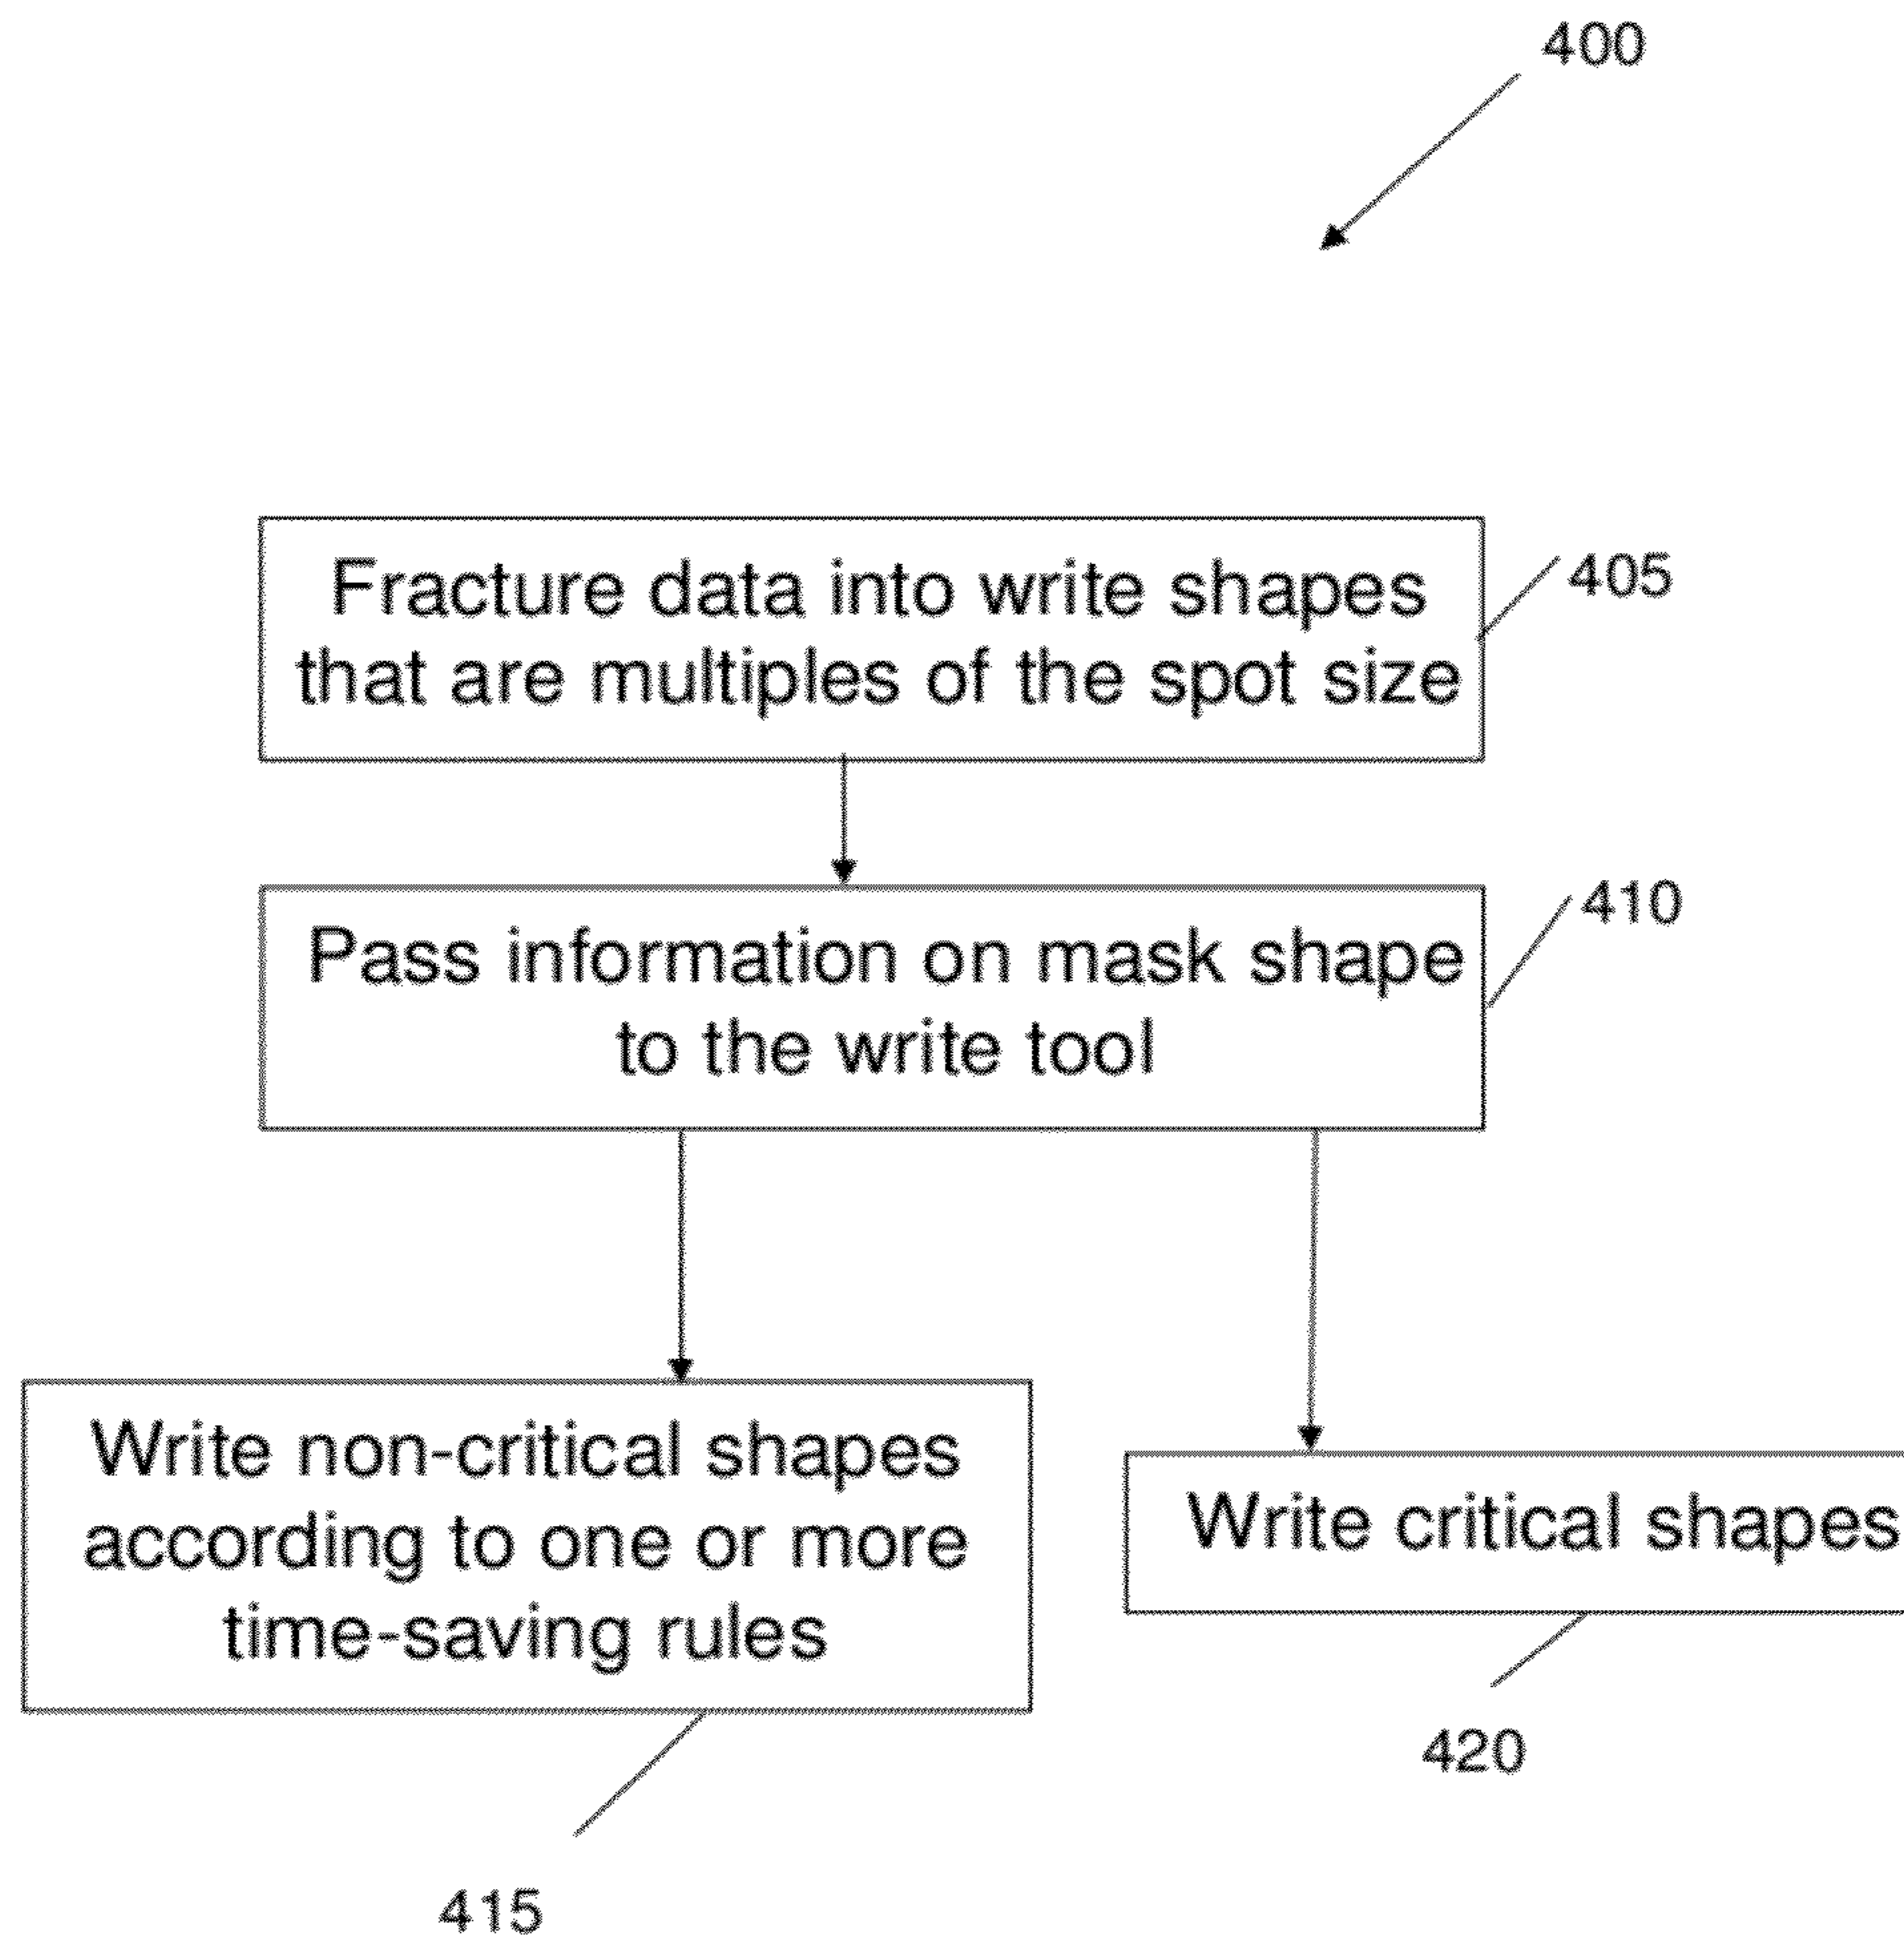 400
Fracture data into write shapes
that are multiples of the spot size
405
Pass information on mask shape
to the write tool
410
Write non-critical shapes
according to one or more
time-saving rules
415
Write critical shapes
420